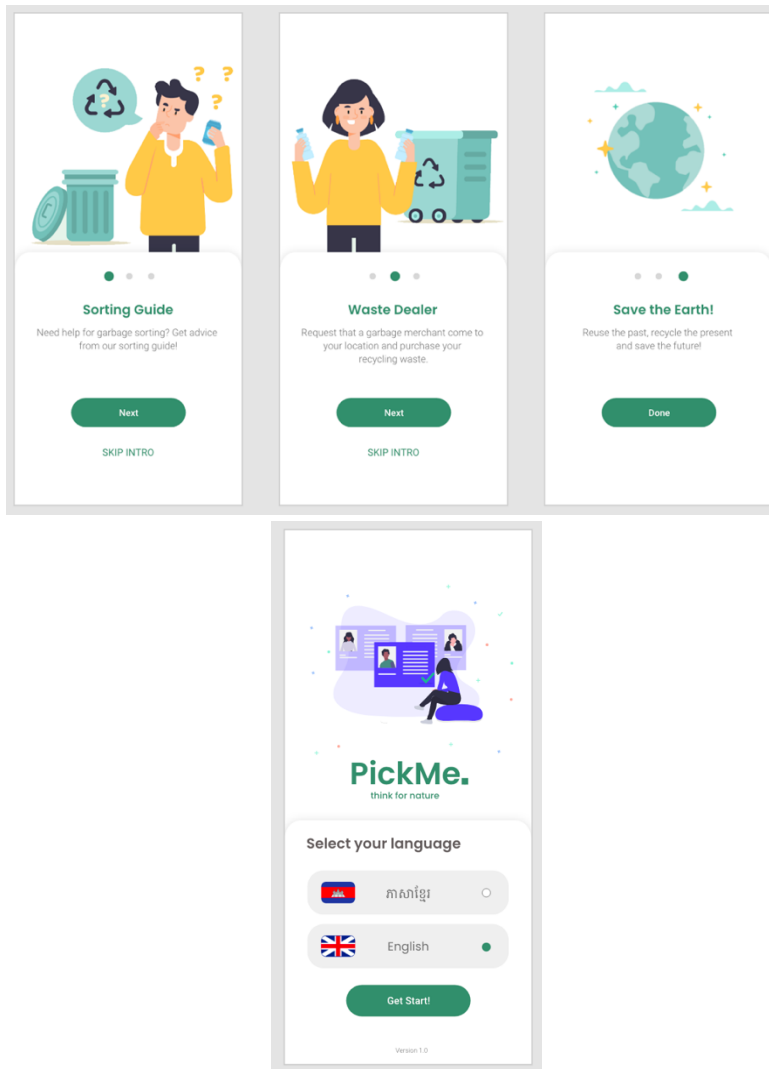 ?
?
?
?
Sorting Guide
Need help for garbage sorting? Get advice
from our sorting guide!
Next
SKIP INTRO
Waste Dealer
Request that a garbage merchant come to
your location and purchase your
recycling waste.
Next
SKIP INTRO
Save the Earth!
Reuse the past, recycle the present
and save the future!
Done
PickMe.
think for nature
Select your language
ភាសាខ្មែរ
English
Get Start!
Version 1.0